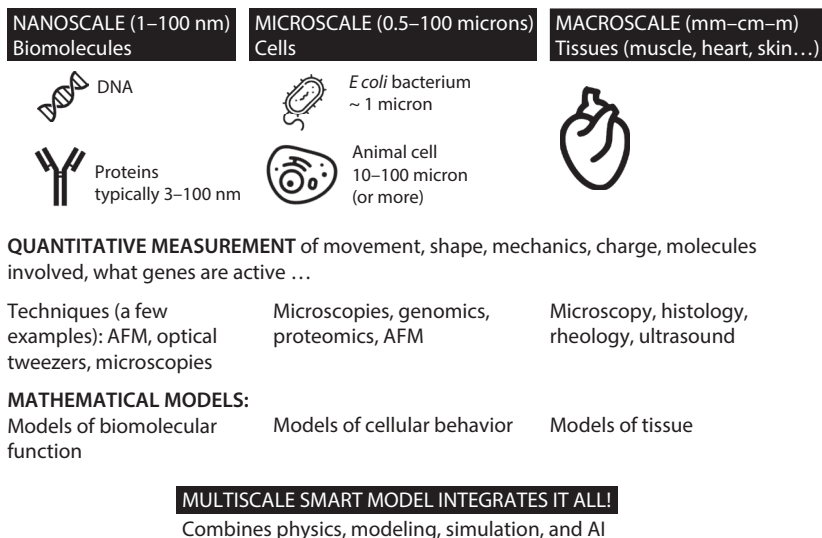 NANOSCALE (1–100 nm)
Biomolecules
MICROSCALE (0.5–100 microns)
Cells
MACROSCALE (mm–cm–m)
Tissues (muscle, heart, skin…)
DNA
Proteins
typically 3–100 nm
E coli bacterium
~ 1 micron
Animal cell
10–100 micron
(or more)
QUANTITATIVE MEASUREMENT of movement, shape, mechanics, charge, molecules
involved, what genes are active …
Techniques (a few
examples): AFM, optical
tweezers, microscopies
Microscopies, genomics,
proteomics, AFM
Microscopy, histology,
rheology, ultrasound
MATHEMATICAL MODELS:
Models of biomolecular
function
Models of cellular behavior
Models of tissue
MULTISCALE SMART MODEL INTEGRATES IT ALL!
Combines physics, modeling, simulation, and AI